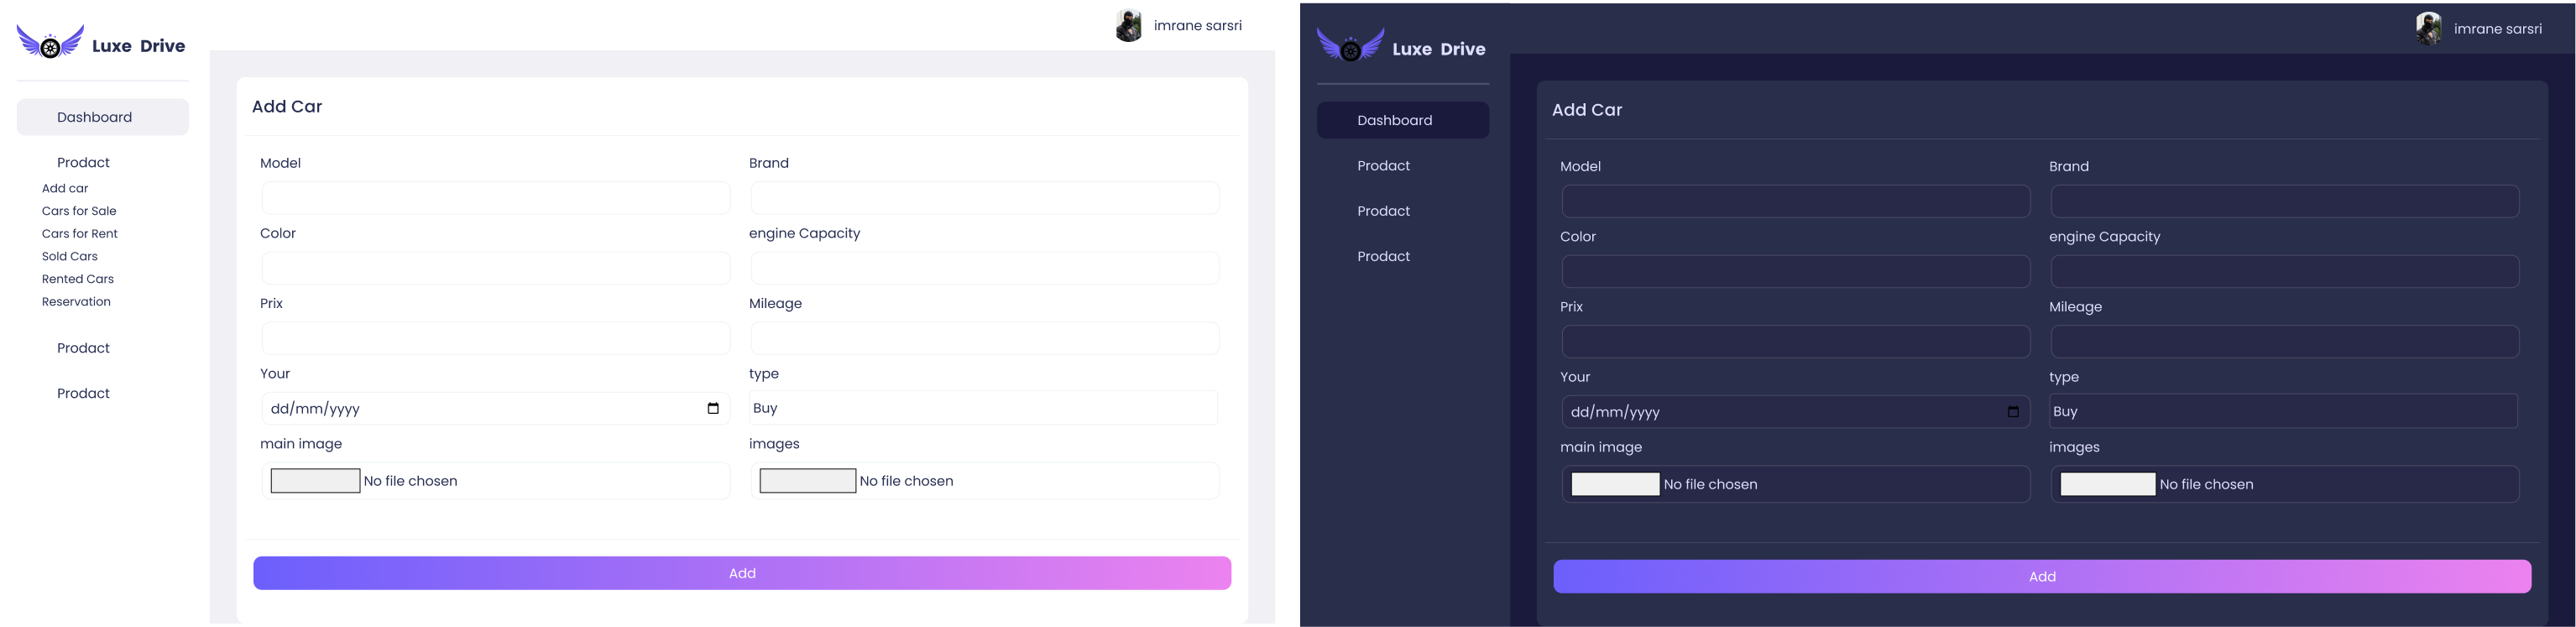 Luxe Drive
imrane sarsri
Dashboard
Prodact
Add car
Cars for Sale
Cars for Rent
Sold Cars
Rented Cars
Reservation
Prodact
Prodact
Add Car
Model
Brand
Color
engine Capacity
Prix
Mileage
Your
type
dd/mm/yyyy
Buy
main image
images
No file chosen
No file chosen
Add
Luxe Drive
imrane sarsri
Dashboard
Prodact
Prodact
Prodact
Add Car
Model
Brand
Color
engine Capacity
Prix
Mileage
Your
type
dd/mm/yyyy
Buy
main image
images
No file chosen
No file chosen
Add